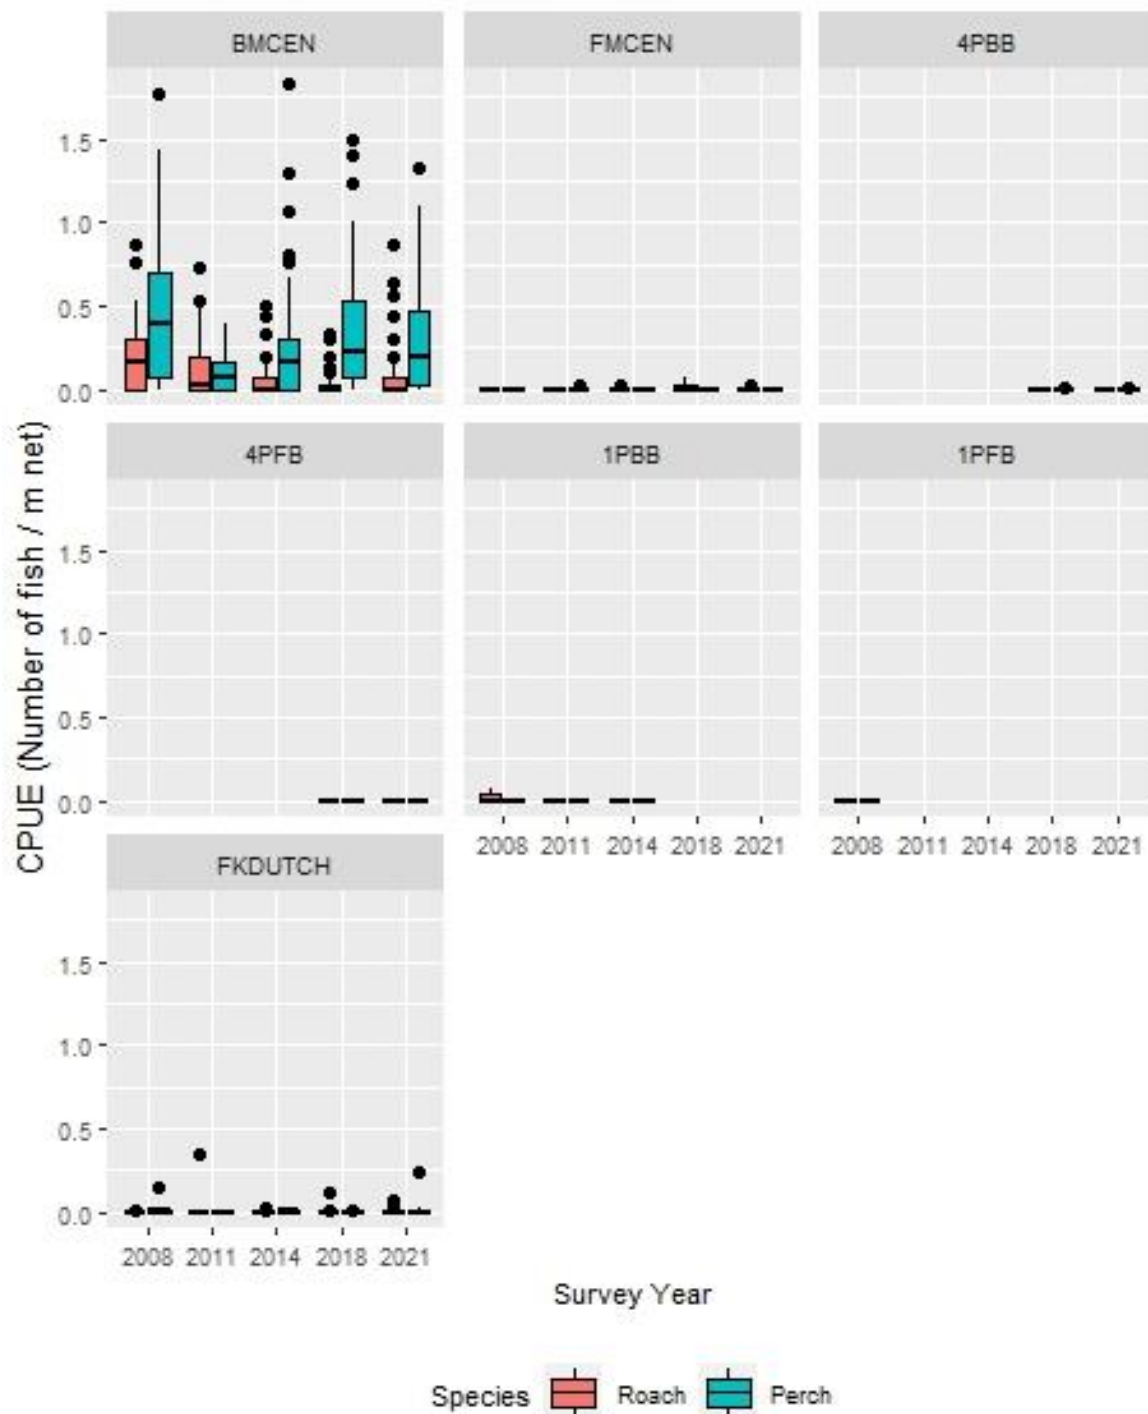 BMCEN FMCEN 4PBB
1.5
1.0
0.5
0.0
4PFB 1PBB 1PFB
1.5
1.0
0.5
0.0
2008 2011 2014 2018 2021 2008 2011 2014 2018 2021
FKDUTCH
1.5
1.0
0.5
0.0
2008 2011 2014 2018 2021
CPUE (Number of fish / m net)
Survey Year
Species Roach Perch